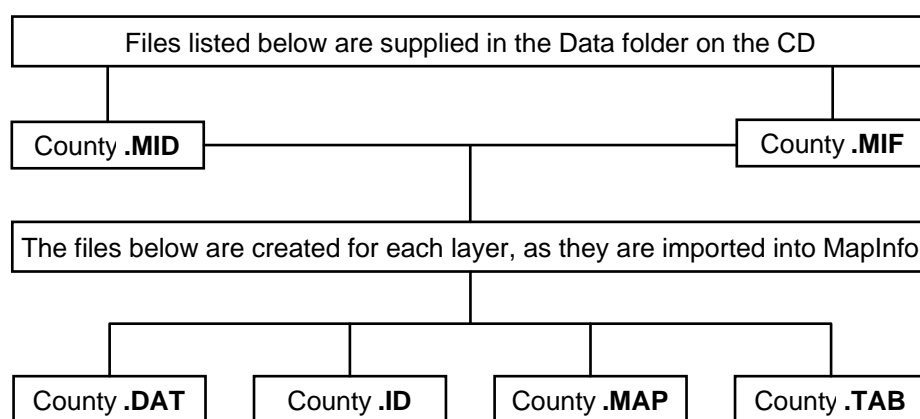 Files listed below are supplied in the Data folder on the CD
County .MID
County .MIF
The files below are created for each layer, as they are imported into MapInfo
County .DAT
County .ID
County .MAP
County .TAB